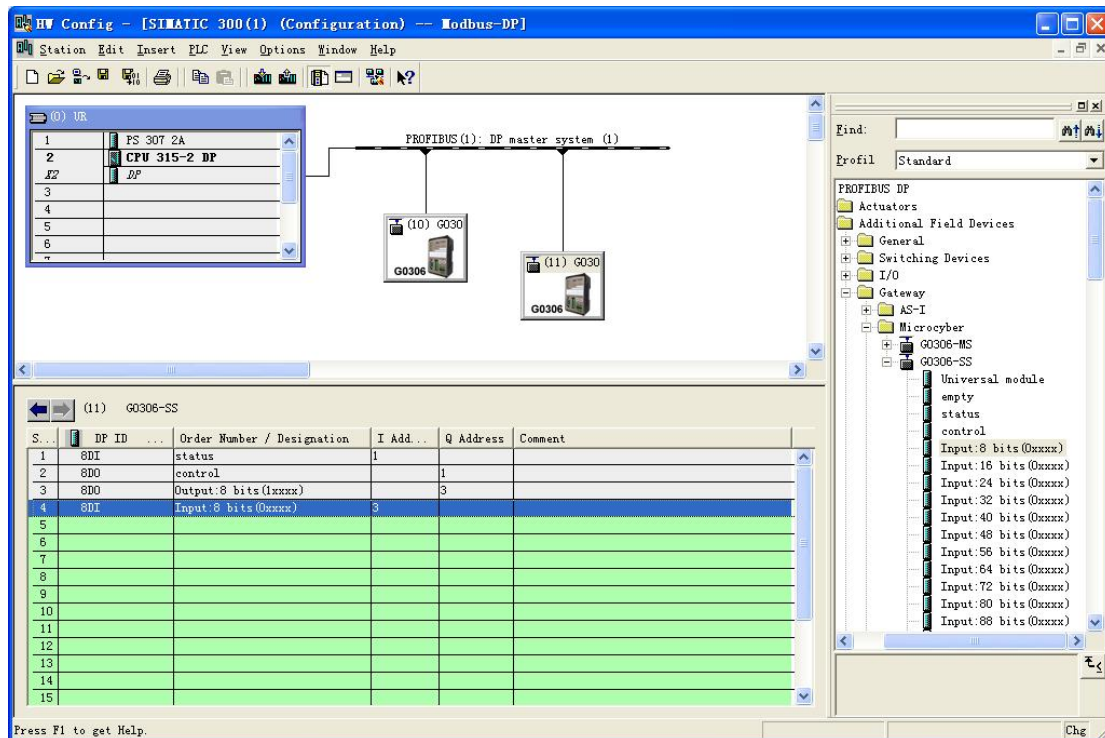 HW Config - [SIMATIC 300(1) (Configuration) -- Modbus-DP]
Station Edit Insert PLC View Options Window Help
(0) UR
1 PS 307 2A
2 CPU 315-2 DP
X2 DP
3
4
5
6
7
PROFIBUS(1): DP master system (1)
(10) G030
G0306
(11) G030
G0306
Find:
Profil Standard
PROFIBUS DP
Actuators
Additional Field Devices
General
Switching Devices
I/O
Gateway
AS-I
Microcyber
G0306-MS
G0306-SS
Universal module
empty
status
control
Input:8 bits(0xxxx)
Input:16 bits(0xxxx)
Input:24 bits(0xxxx)
Input:32 bits(0xxxx)
Input:40 bits(0xxxx)
Input:48 bits(0xxxx)
Input:56 bits(0xxxx)
Input:64 bits(0xxxx)
Input:72 bits(0xxxx)
Input:80 bits(0xxxx)
Input:88 bits(0xxxx)
(11) G0306-SS
S... DP ID ... Order Number / Designation I Add... Q Address Comment
1 8DI status 1
2 8DO control 1
3 8DO Output:8 bits(1xxxx) 3
4 8DI Input:8 bits(0xxxx) 3
5
6
7
8
9
10
11
12
13
14
15
Press F1 to get Help.
Chg